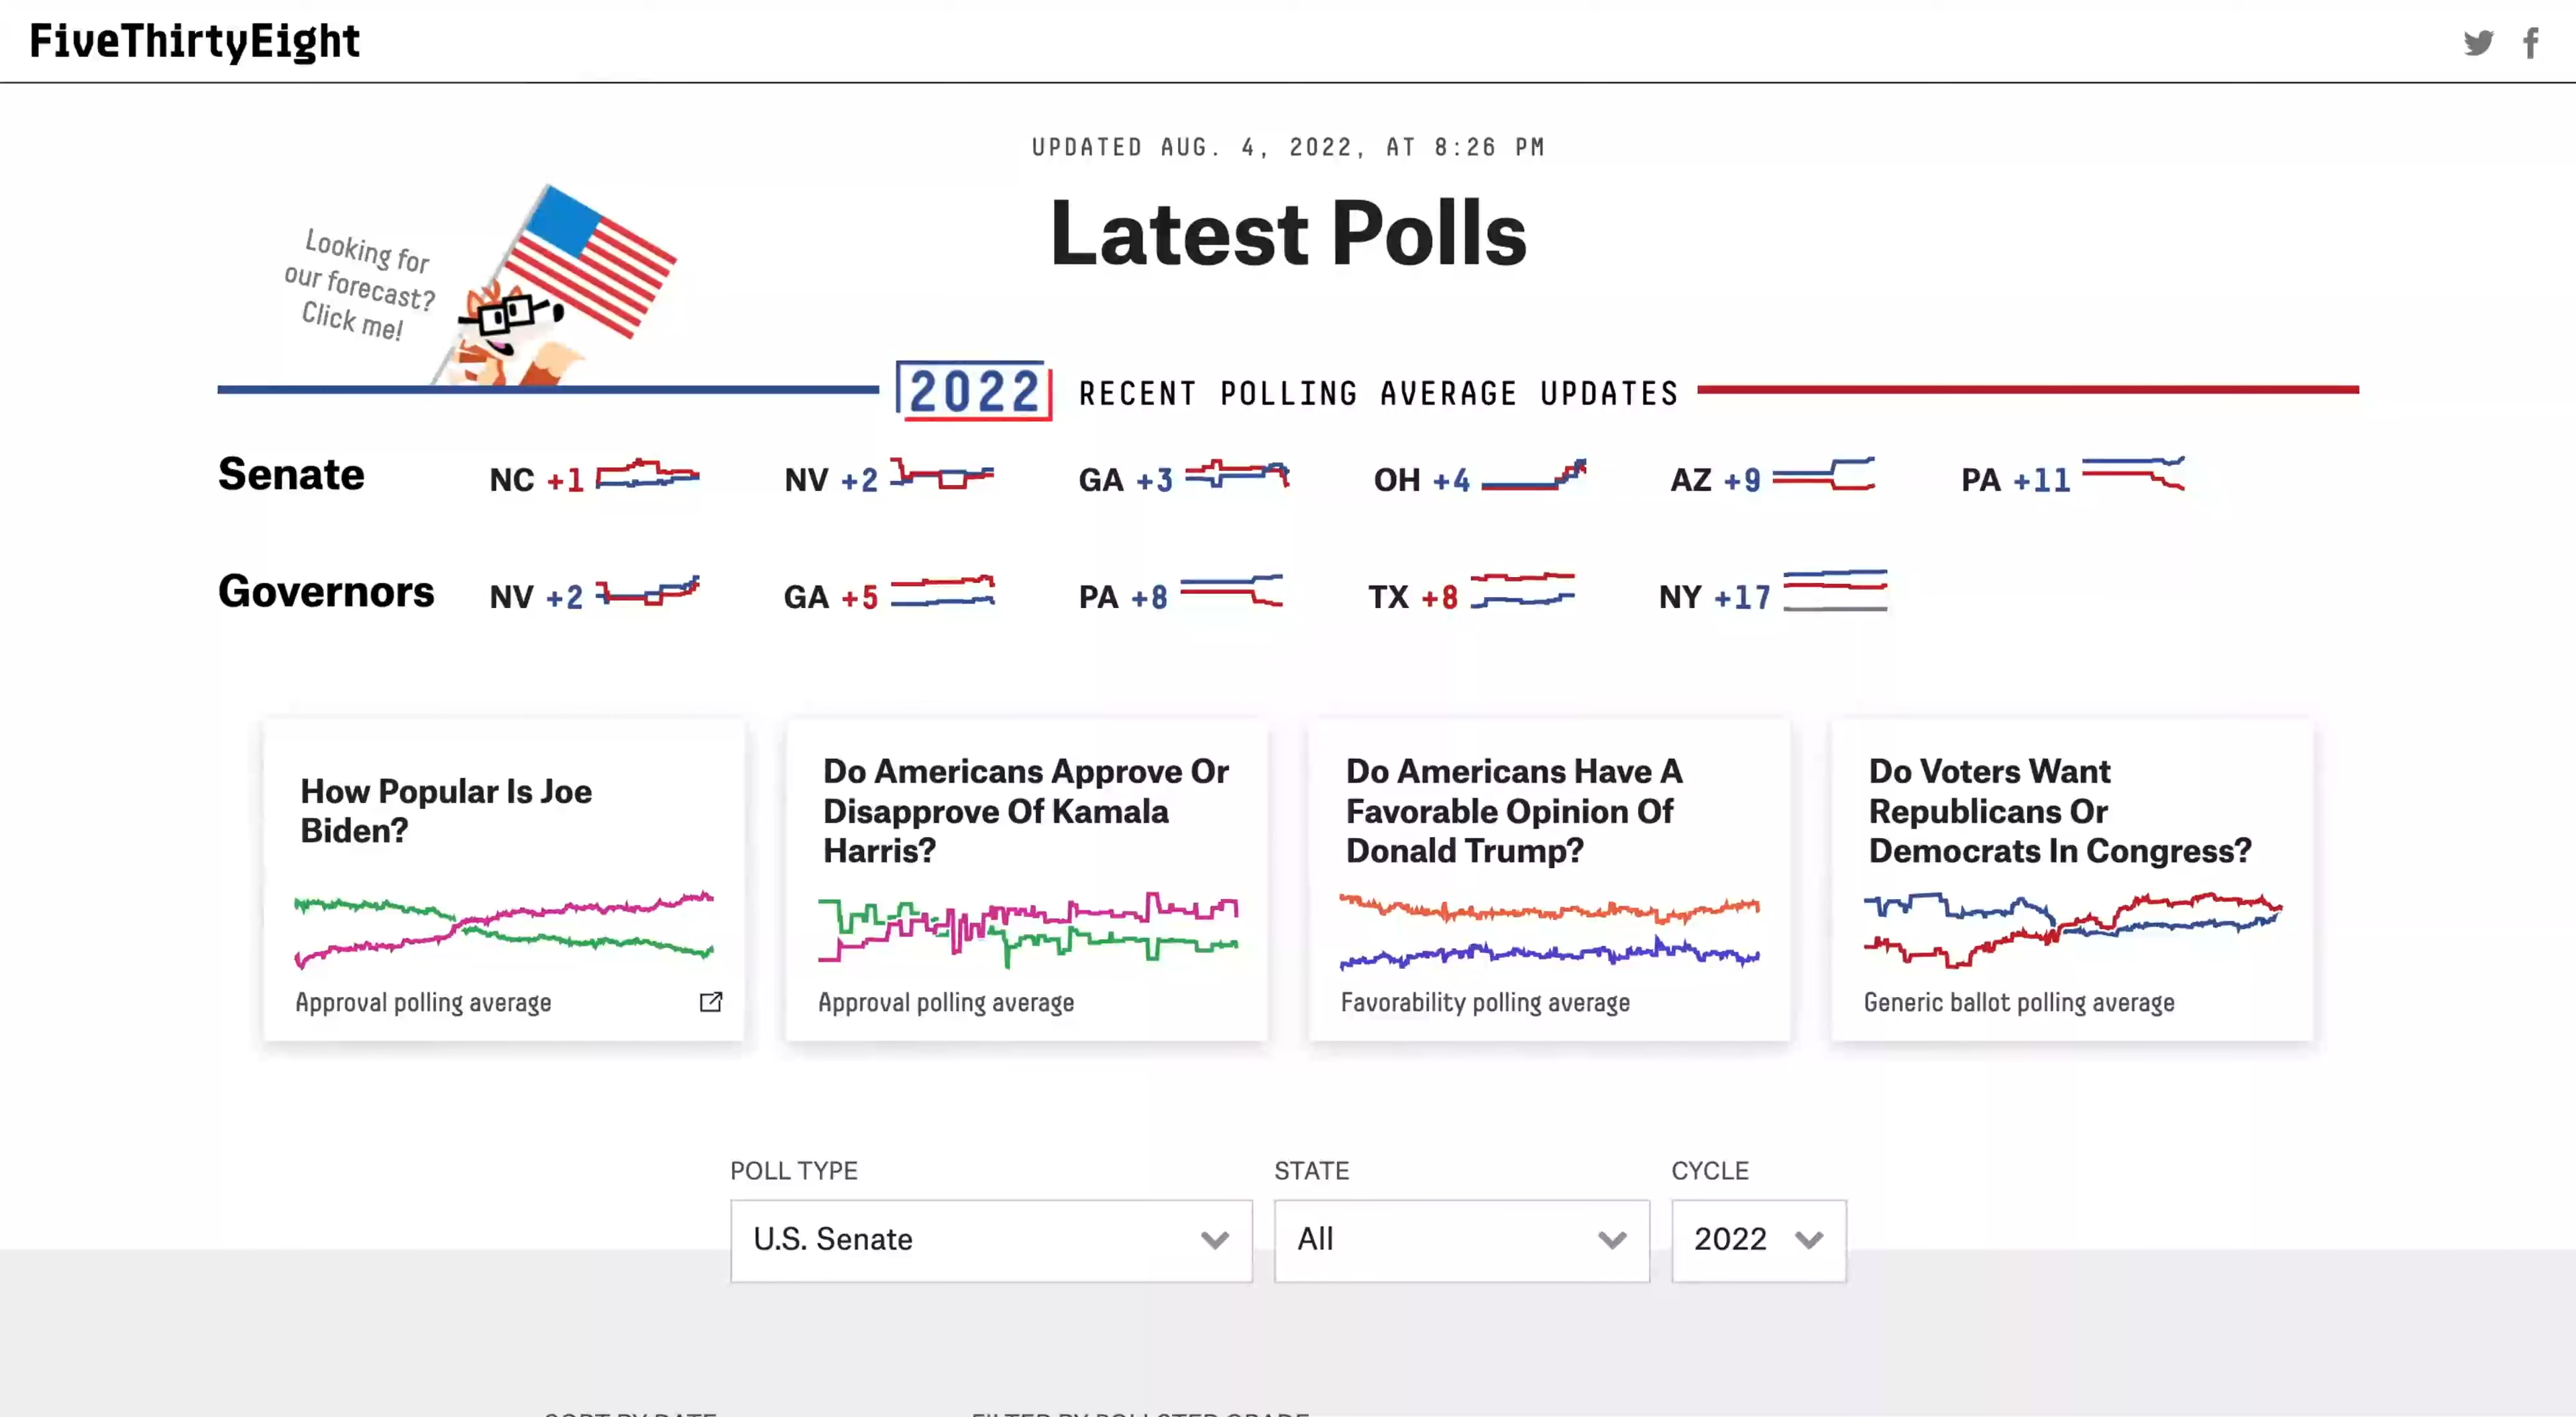 FiveThirtyEight
UPDATED AUG. 4, 2022, AT 8:26 PM
Latest Polls
Looking for
our forecast?
Click me!
2022 RECENT POLLING AVERAGE UPDATES
Senate NC +1 NV +2 GA +3 OH +4 AZ +9 PA +11
Governors NV +2 GA +5 PA +8 TX +8 NY +17
How Popular Is Joe
Biden?
Approval polling average
Do Americans Approve Or
Disapprove Of Kamala
Harris?
Approval polling average
Do Americans Have A
Favorable Opinion Of
Donald Trump?
Favorability polling average
Do Voters Want
Republicans Or
Democrats In Congress?
Generic ballot polling average
POLL TYPE STATE CYCLE
U.S. Senate All 2022